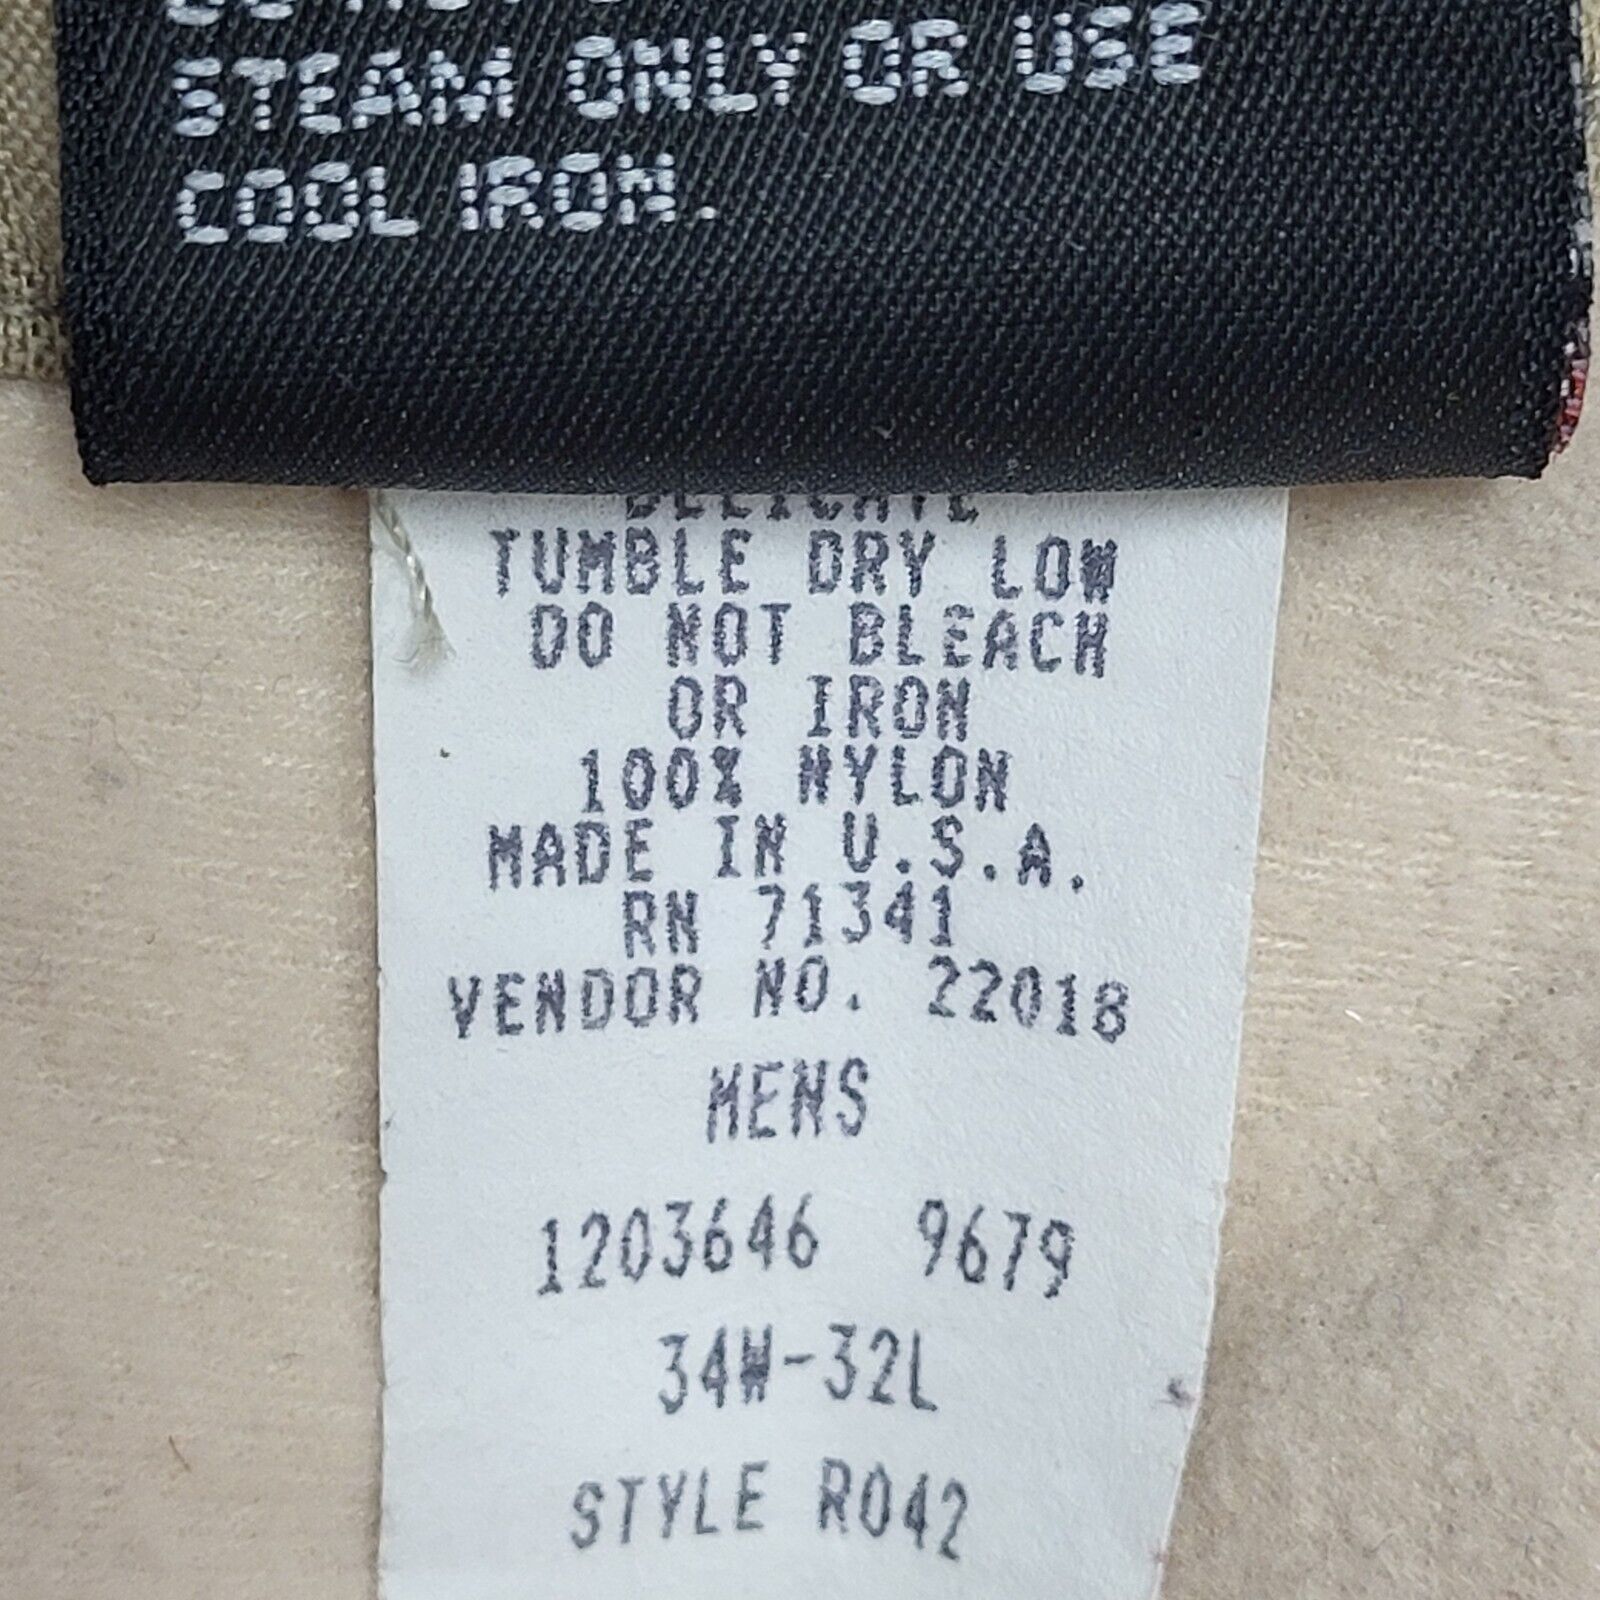 STEAM ONLY OR USE
COOL IRON.
DELICATE
TUMBLE DRY LOW
DO NOT BLEACH
OR IRON
100% NYLON
MADE IN U.S.A.
RN 71341
VENDOR NO. 22018
MENS
1203646 9679
34W-32L
STYLE R042